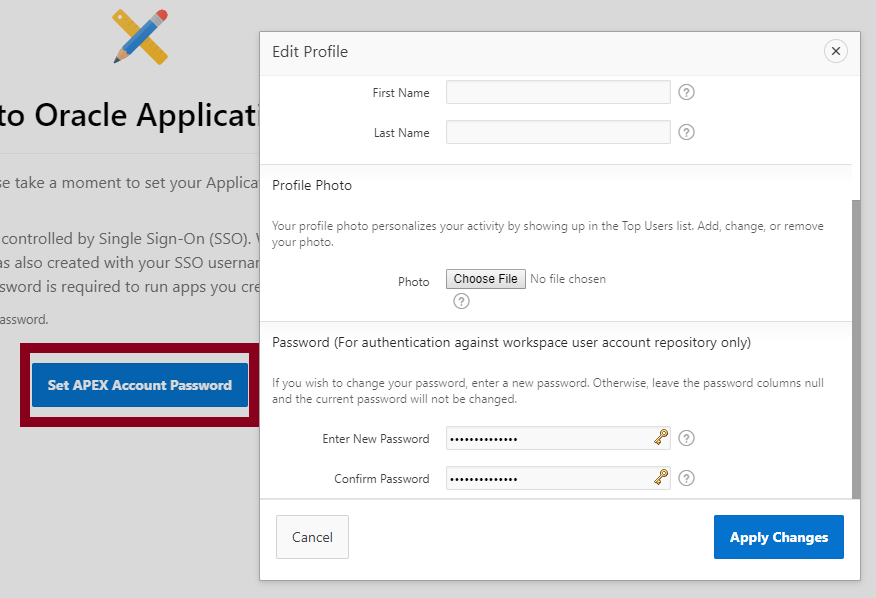 to Oracle Applicati
se take a moment to set your Applica
controlled by Single Sign-On (SSO).
as also created with your SSO usernar
sword is required to run apps you cre
assword.
Set APEX Account Password
Edit Profile
First Name
Last Name
Profile Photo
Your profile photo personalizes your activity by showing up in the Top Users list. Add, change, or remove
your photo.
Photo Choose File No file chosen
Password (For authentication against workspace user account repository only)
If you wish to change your password, enter a new password. Otherwise, leave the password columns null
and the current password will not be changed.
Enter New Password ••••••••••••••
Confirm Password ••••••••••••••
Cancel
Apply Changes